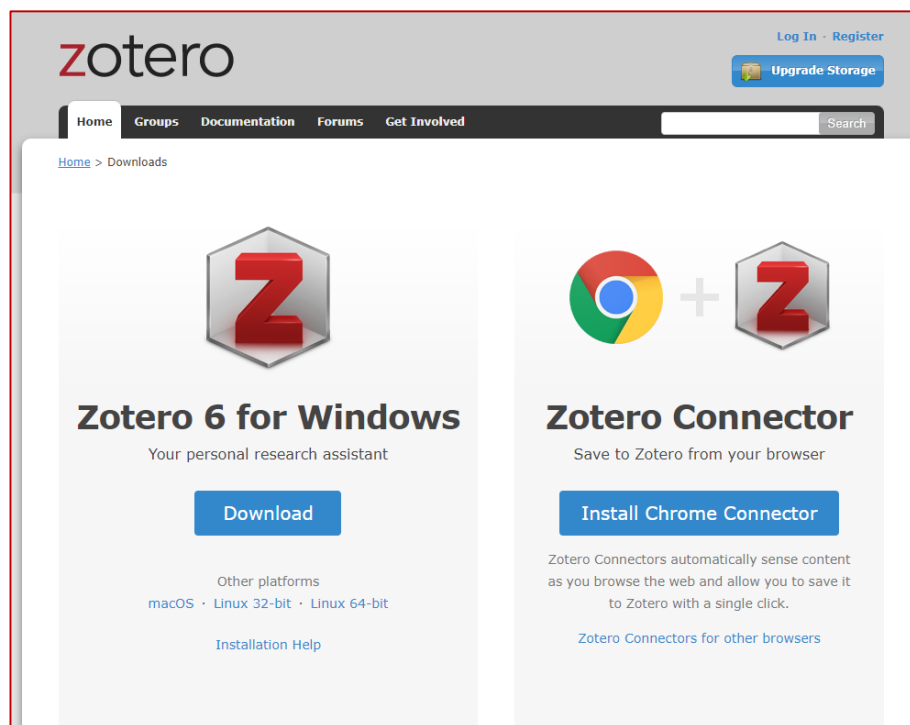 zotero
Log In · Register
Upgrade Storage
Home Groups Documentation Forums Get Involved
Search
Home > Downloads
Z
Z
Zotero 6 for Windows
Your personal research assistant
Download
Other platforms
macOS · Linux 32-bit · Linux 64-bit
Installation Help
Zotero Connector
Save to Zotero from your browser
Install Chrome Connector
Zotero Connectors automatically sense content
as you browse the web and allow you to save it
to Zotero with a single click.
Zotero Connectors for other browsers